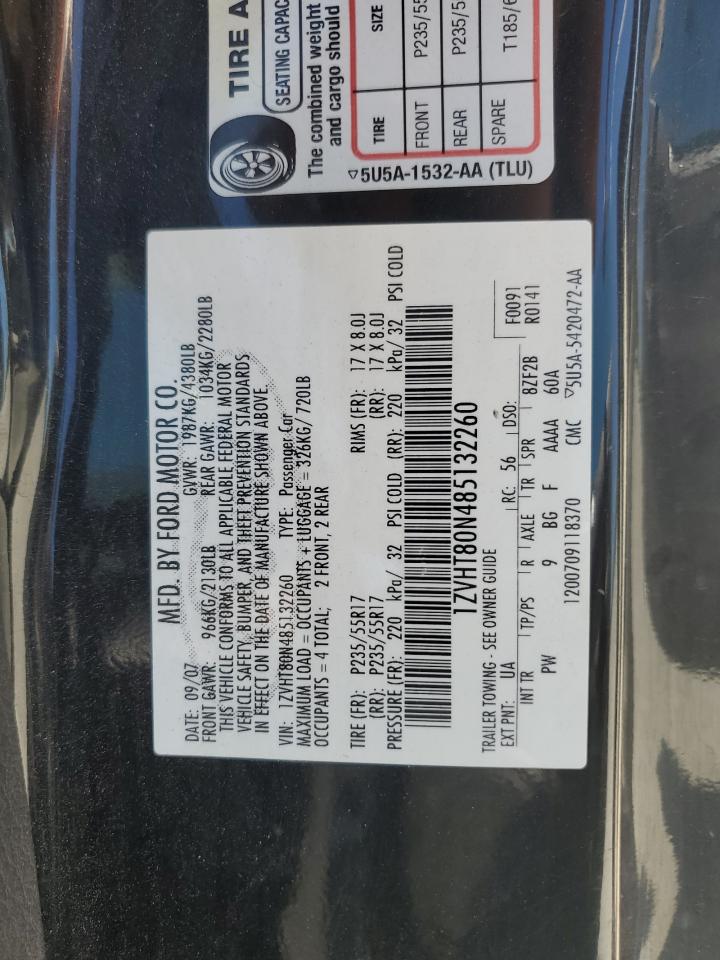 TIRE A
SEATING CAPAC
The combined weight
and cargo should
TIRE SIZE
FRONT P235/55
REAR P235/5
SPARE T185/6
5U5A-1532-AA (TLU)
MFD. BY FORD MOTOR CO.
DATE: 09/07 GVWR: 1987KG/4380LB
FRONT GAWR: 966KG/2130LB REAR GAWR: 1034KG/2280LB
THIS VEHICLE CONFORMS TO ALL APPLICABLE FEDERAL MOTOR
VEHICLE SAFETY, BUMPER, AND THEFT PREVENTION STANDARDS
IN EFFECT ON THE DATE OF MANUFACTURE SHOWN ABOVE.
VIN: 1ZVHT80N485132260 TYPE: Passenger Car
MAXIMUM LOAD = OCCUPANTS + LUGGAGE = 326KG/ 720LB
OCCUPANTS = 4 TOTAL; 2 FRONT, 2 REAR
TIRE (FR): P235/55R17 RIMS (FR): 17 X 8.0J
(RR): P235/55R17 (RR): 17 X 8.0J
PRESSURE (FR): 220 kPa/ 32 PSI COLD (RR): 220 kPa/ 32 PSI COLD
1ZVHT80N485132260
TRAILER TOWING - SEE OWNER GUIDE
F0091
EXT PNT: UA RC: 56 DSO: R0141
INT TR TP/PS R AXLE TR SPR 8ZF2B
PW 9 BG F AAAA 60A
1200709118370 CMC 5U5A-5420472-AA